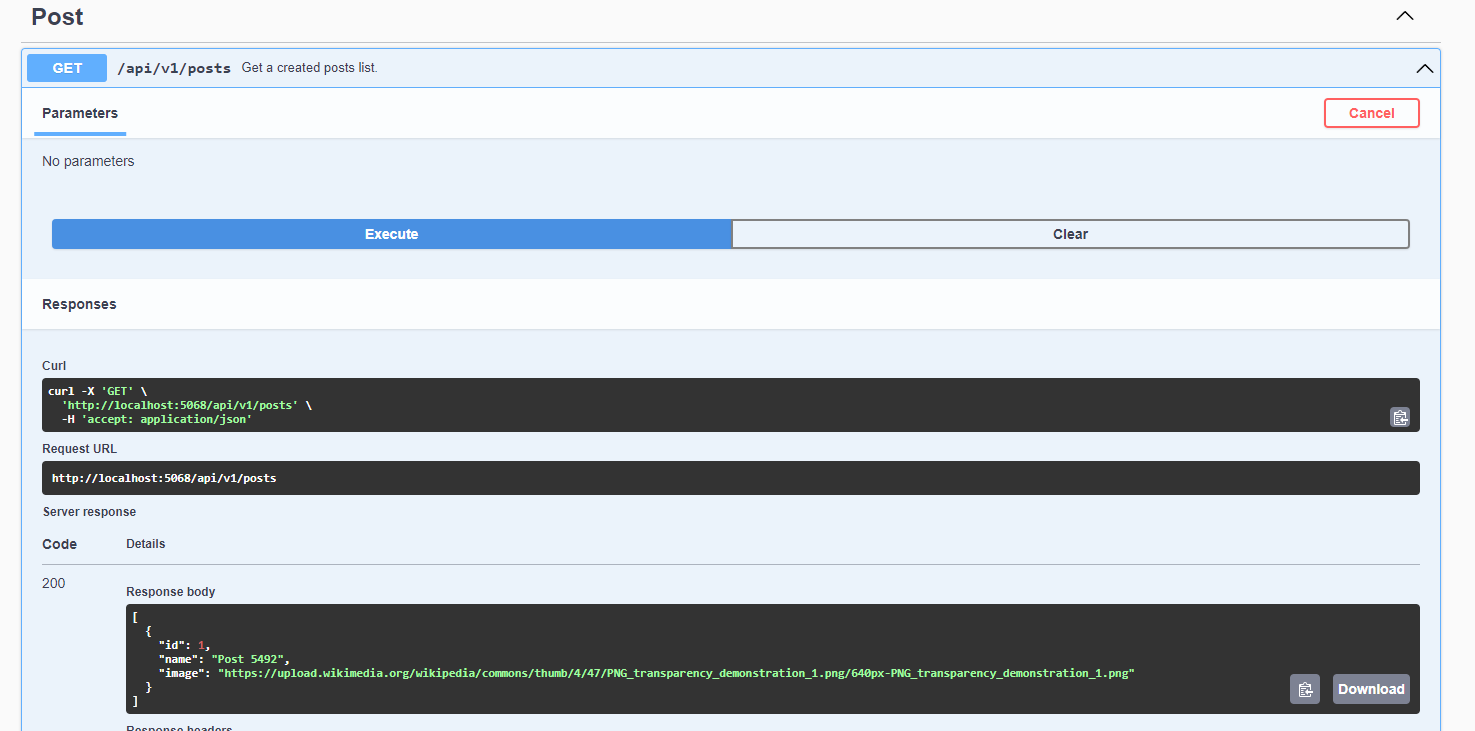 Post
GET /api/v1/posts Get a created posts list.
Parameters
Cancel
No parameters
Execute
Clear
Responses
Curl
curl -X 'GET' \
'http://localhost:5068/api/v1/posts' \
-H 'accept: application/json'
Request URL
http://localhost:5068/api/v1/posts
Server response
Code Details
200
Response body
[
{
"id": 1,
"name": "Post 5492",
"image": "https://upload.wikimedia.org/wikipedia/commons/thumb/4/47/PNG_transparency_demonstration_1.png/640px-PNG_transparency_demonstration_1.png"
}
]
Download
Response headers